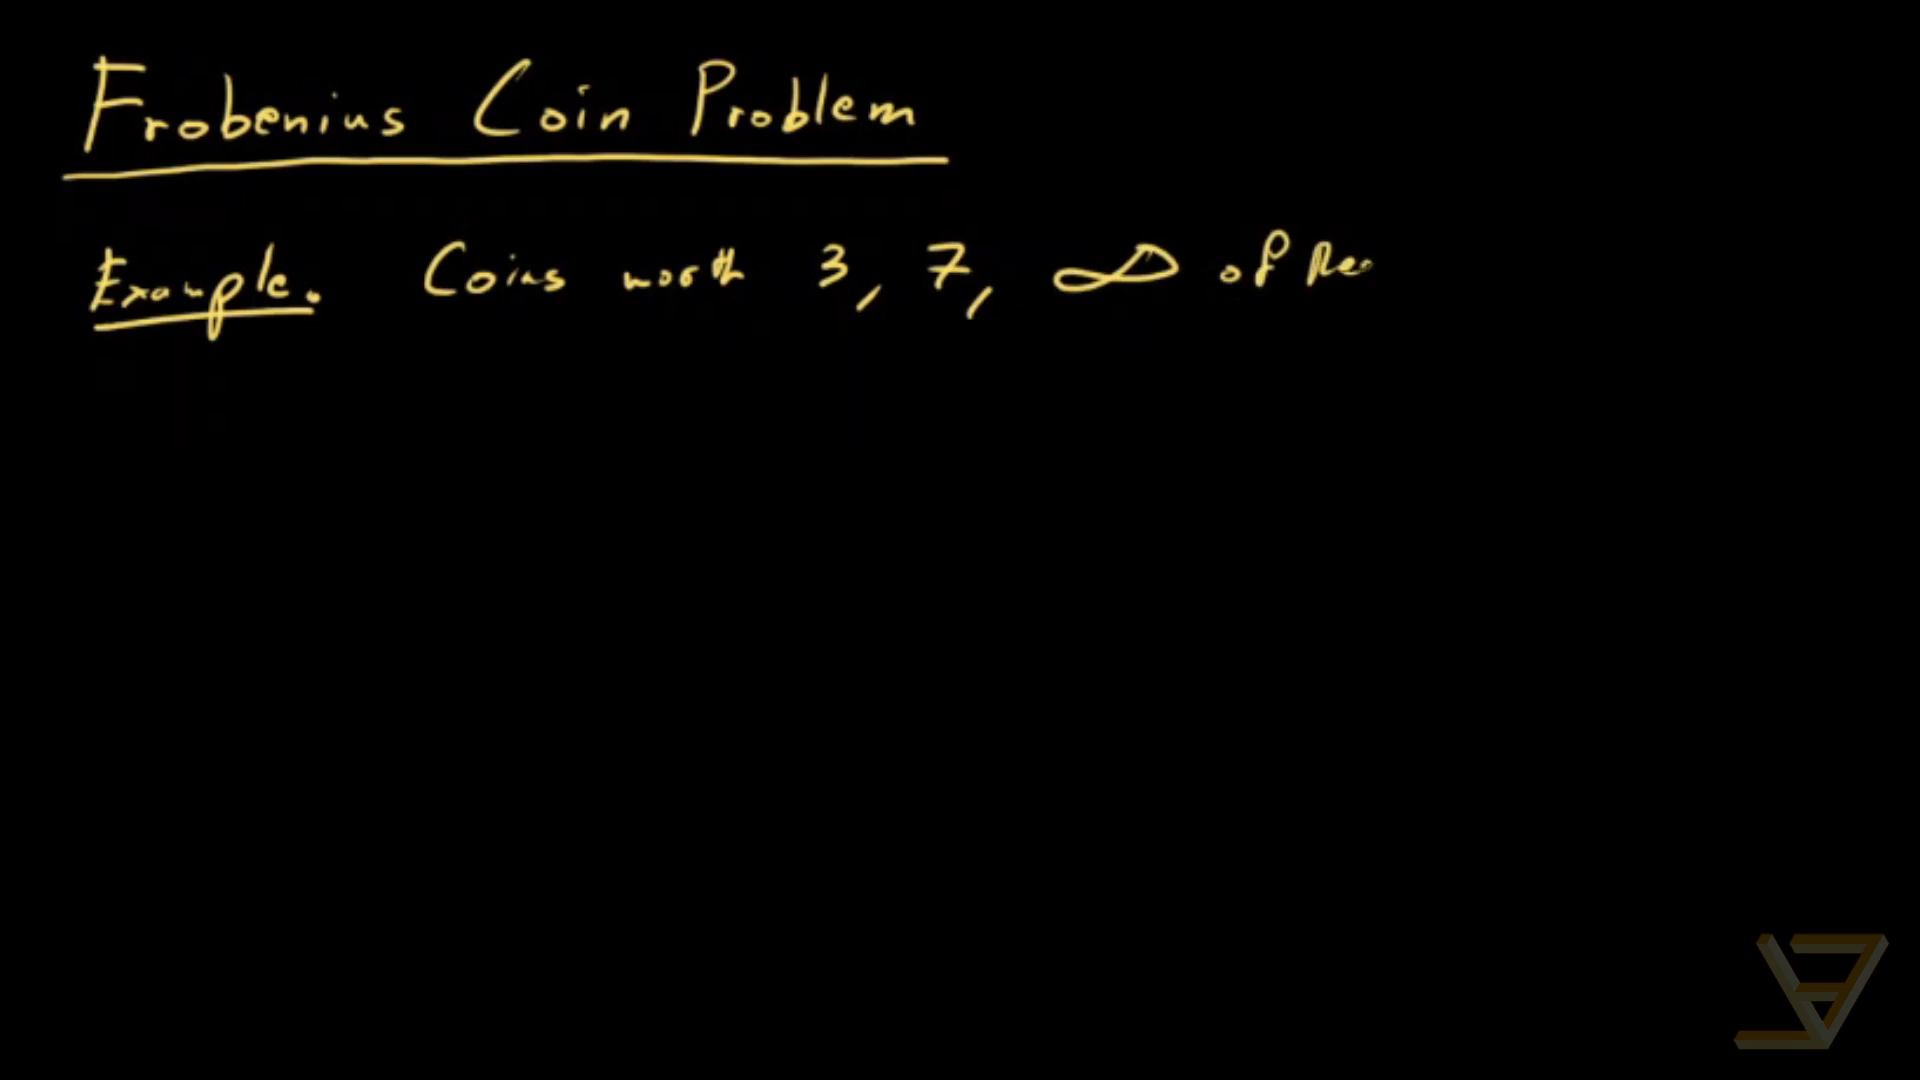 Frobenius Coin Problem
Example. Coins worth 3, 7, ∞ of